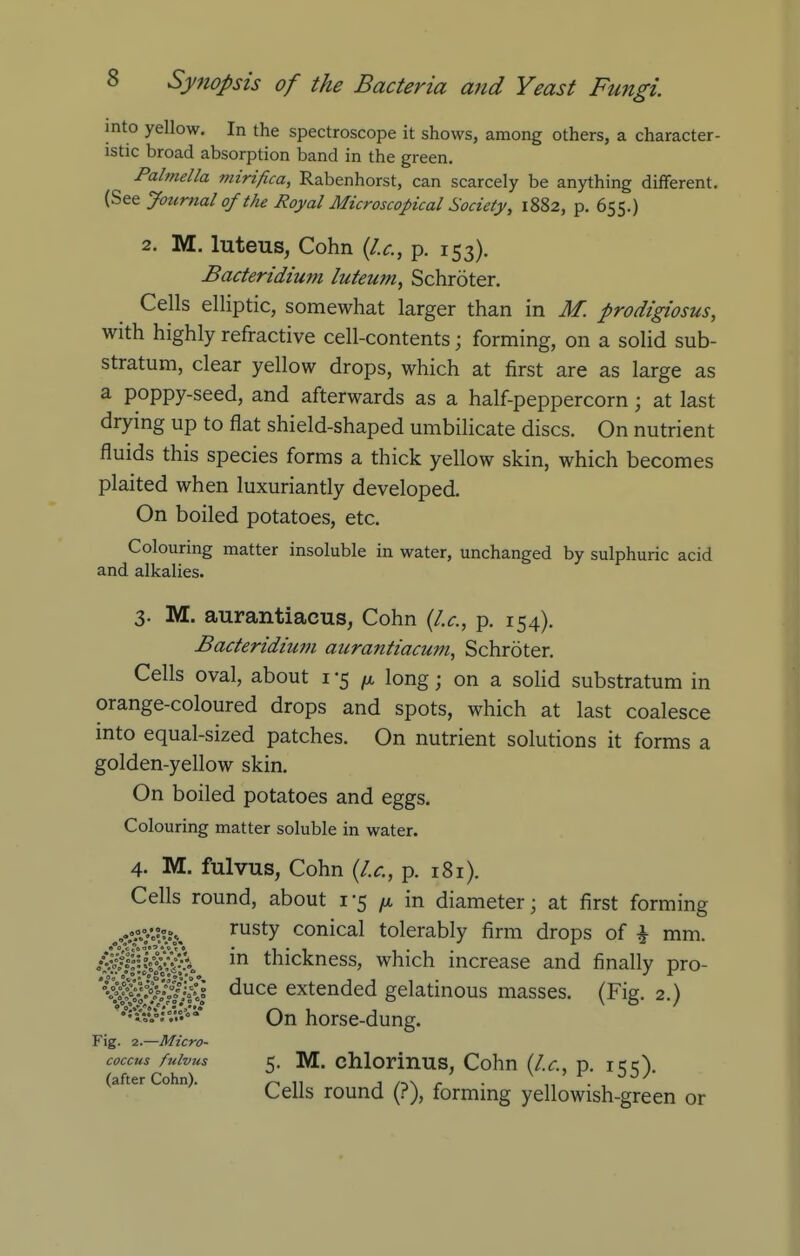 8 Synopsis of the Bacteria and Yeast Fungi.
into yellow. In the spectroscope it shows, among others, a character-
istic broad absorption band in the green.
Palmella mirifica, Rabenhorst, can scarcely be anything different.
(See Journal of the Royal Microscopical Society, 1882, p. 655.)
2. M. luteus, Cohn (l.c., p. 153).
Bacteridium luteum, Schröter.
Cells elliptic, somewhat larger than in M. prodigiosus,
with highly refractive cell-contents; forming, on a solid sub-
stratum, clear yellow drops, which at first are as large as
a poppy-seed, and afterwards as a half-peppercorn; at last
drying up to flat shield-shaped umbilicate discs. On nutrient
fluids this species forms a thick yellow skin, which becomes
plaited when luxuriantly developed.
On boiled potatoes, etc.
Colouring matter insoluble in water, unchanged by sulphuric acid
and alkalies.
3. M. aurantiacus, Cohn (l.c., p. 154).
Bacteridium aurantiacum, Schröter.
Cells oval, about 1·5 μ long; on a solid substratum in
orange-coloured drops and spots, which at last coalesce
into equal-sized patches. On nutrient solutions it forms a
golden-yellow skin.
On boiled potatoes and eggs.
Colouring matter soluble in water.
4. M. fulvus, Cohn (l.c., p. 181).
Cells round, about 1·5 μ in diameter; at first forming
rusty conical tolerably firm drops of ½ mm.
in thickness, which increase and finally pro-
duce extended gelatinous masses. (Fig. 2.)
On horse-dung.
Fig. 2.—Micro-
coccus fulvus
(after Cohn).
5. M. chlorinus, Cohn (l.c., p. 155).
Cells round (?), forming yellowish-green or